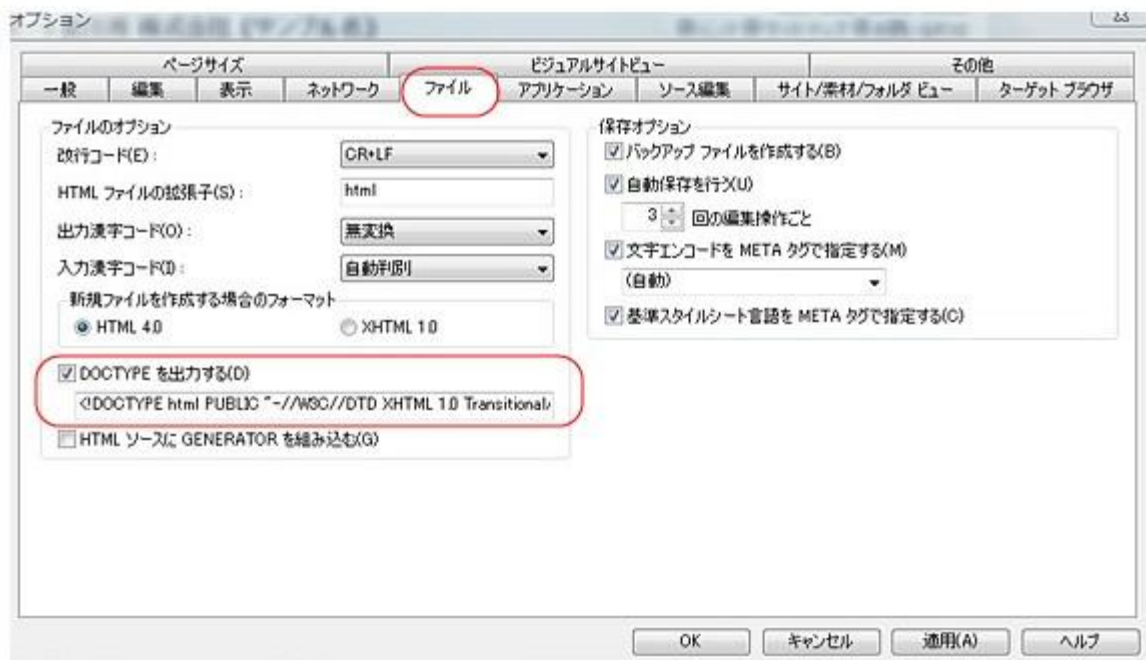 オプション
ページサイズ
ビジュアルサイトビュー
その他
一般
編集
表示
ネットワーク
ファイル
アプリケーション
ソース編集
サイト/素材/フォルダ ビュー
ターゲット ブラウザ
ファイルのオプション
改行コード(E) :
CR+LF
HTML ファイルの拡張子(S) :
html
出力漢字コード(O) :
無変換
入力漢字コード(I) :
自動判別
新規ファイルを作成する場合のフォーマット
HTML 4.0
XHTML 1.0
DOCTYPE を出力する(D)
<!DOCTYPE html PUBLIC "-//W3C//DTD XHTML 1.0 Transitional/
HTML ソースに GENERATOR を組み込む(G)
保存オプション
バックアップ ファイルを作成する(B)
自動保存を行う(U)
3 回の編集操作ごと
文字エンコードを META タグで指定する(M)
(自動)
基準スタイルシート言語を META タグで指定する(C)
OK
キャンセル
適用(A)
ヘルプ